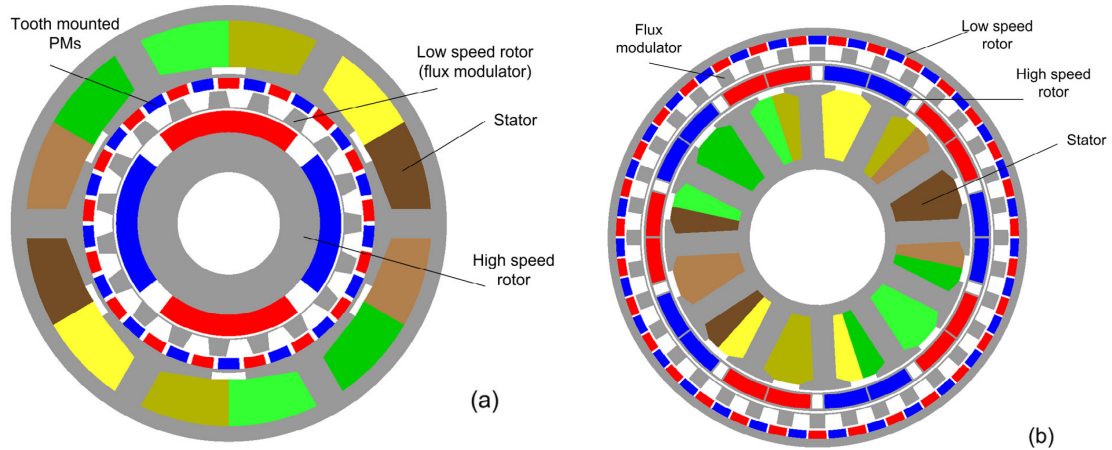 Tooth mounted
PMs
Low speed rotor
(flux modulator)
Stator
High speed
rotor
(a)
Flux
modulator
Low speed
rotor
High speed
rotor
Stator
(b)